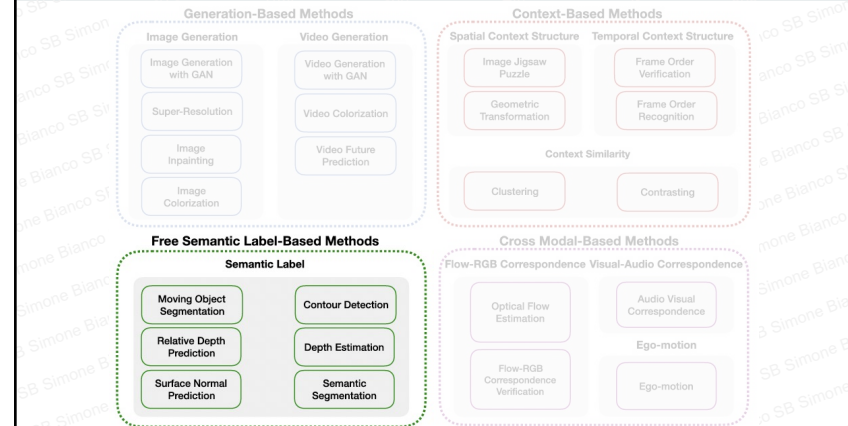 Generation-Based Methods
Image Generation
Video Generation
Image Generation
with GAN
Super-Resolution
Image
Inpainting
Image
Colorization
Video Generation
with GAN
Video Colorization
Video Future
Prediction
Context-Based Methods
Spatial Context Structure
Temporal Context Structure
Image Jigsaw
Puzzle
Geometric
Transformation
Frame Order
Verification
Frame Order
Recognition
Context Similarity
Clustering
Contrasting
Free Semantic Label-Based Methods
Semantic Label
Moving Object
Segmentation
Relative Depth
Prediction
Surface Normal
Prediction
Contour Detection
Depth Estimation
Semantic
Segmentation
Cross Modal-Based Methods
Flow-RGB Correspondence
Visual-Audio Correspondence
Optical Flow
Estimation
Flow-RGB
Correspondence
Verification
Audio Visual
Correspondence
Ego-motion
Ego-motion
Simone Bianco SB